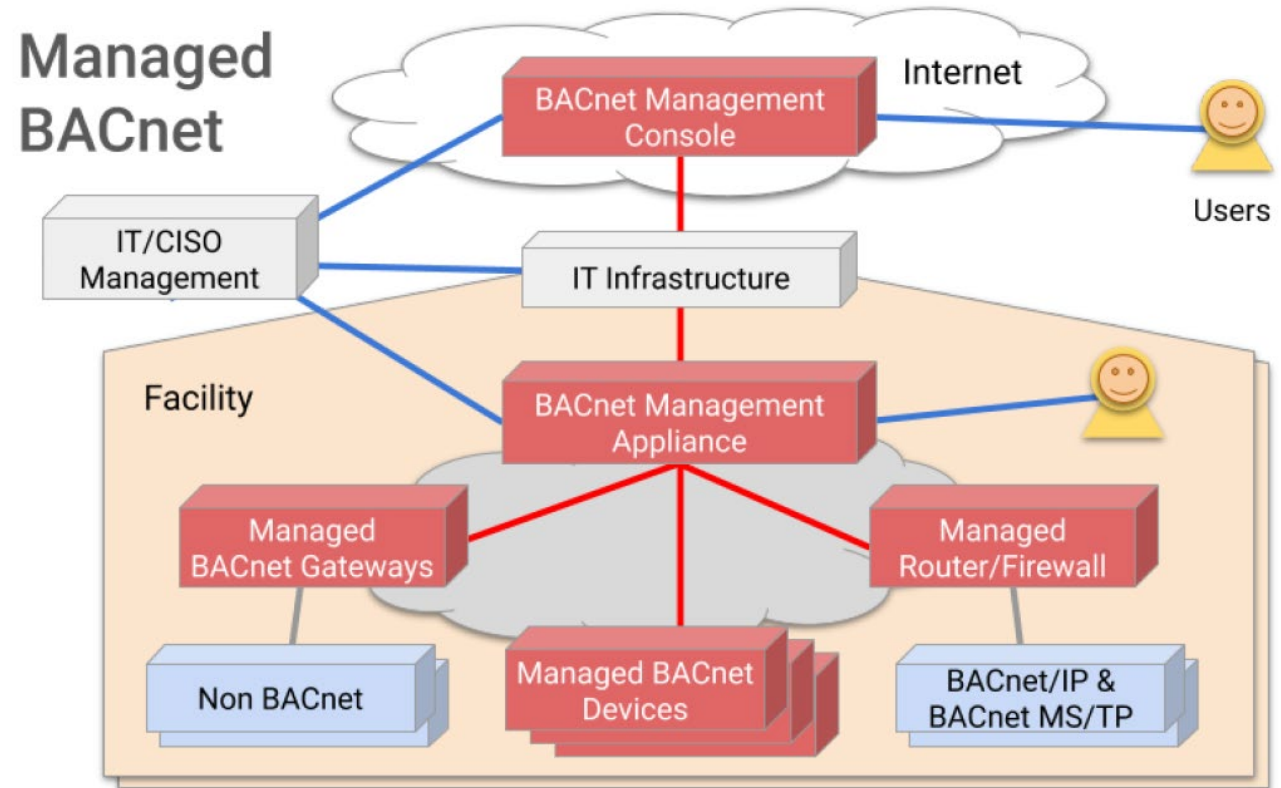 Managed
BACnet
Internet
BACnet Management
Console
Users
IT/CISO
Management
IT Infrastructure
Facility
BACnet Management
Appliance
Managed
BACnet Gateways
Managed
Router/Firewall
Non BACnet
Managed BACnet
Devices
BACnet/IP &
BACnet MS/TP